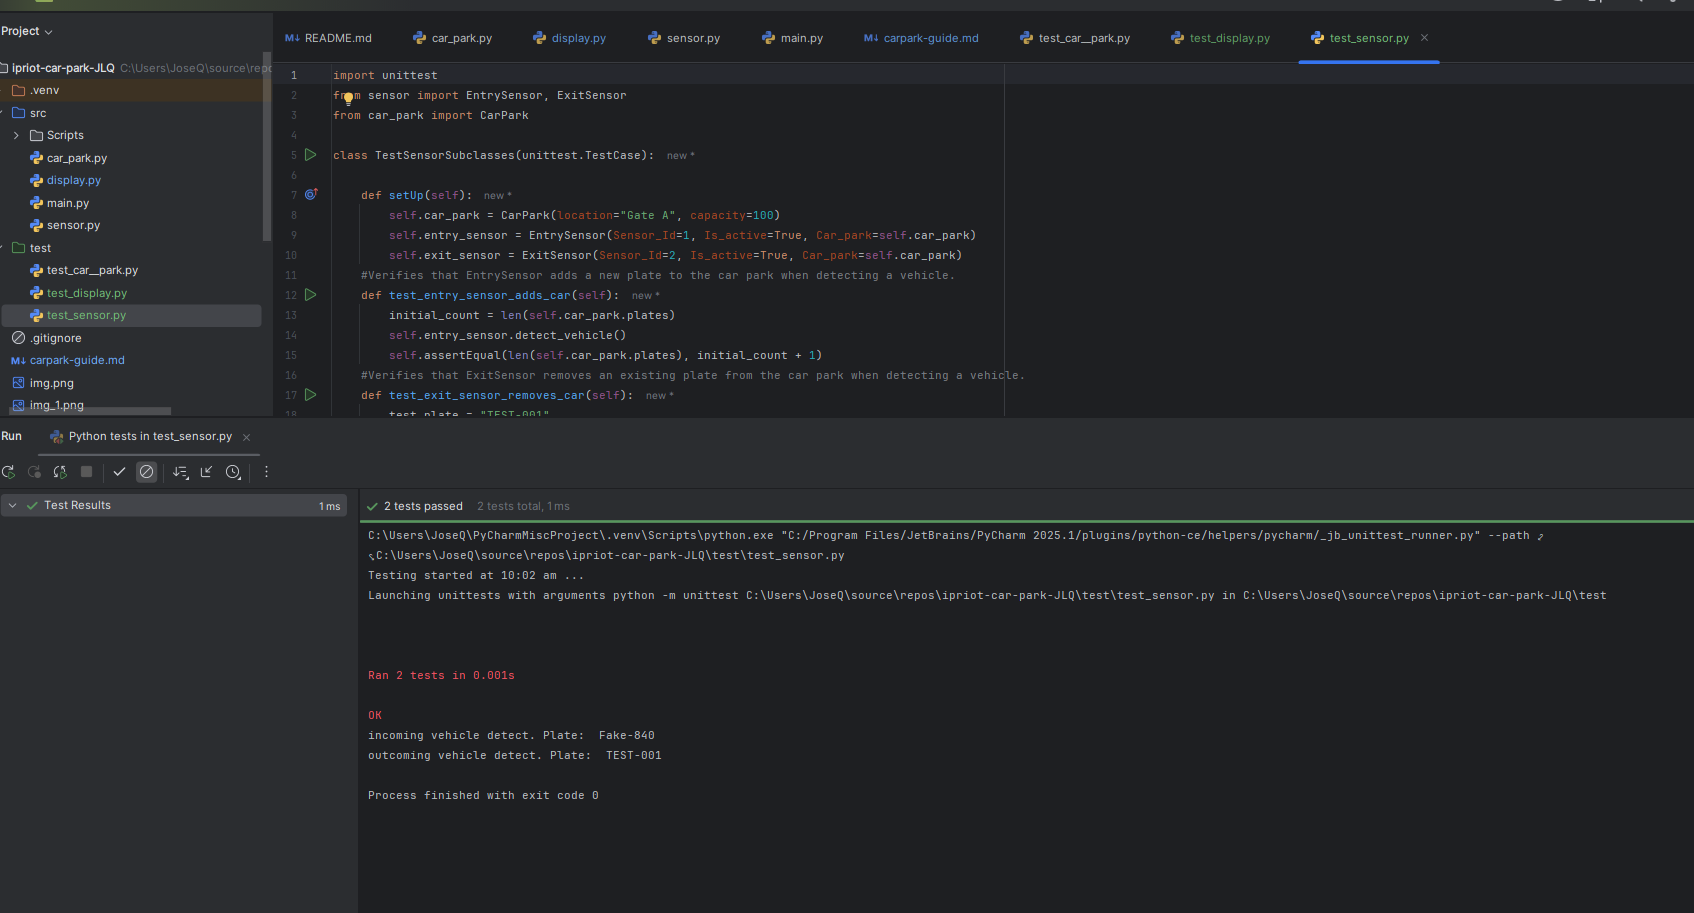 Project
README.md
car_park.py
display.py
sensor.py
main.py
carpark-guide.md
test_car__park.py
test_display.py
test_sensor.py
ipriot-car-park-JLQ C:\Users\JoseQ\source\repo
.venv
src
Scripts
car_park.py
display.py
main.py
sensor.py
test
test_car__park.py
test_display.py
test_sensor.py
.gitignore
carpark-guide.md
img.png
img_1.png
1 import unittest
2 from sensor import EntrySensor, ExitSensor
3 from car_park import CarPark
4
5 class TestSensorSubclasses(unittest.TestCase): new *
6
7 def setUp(self): new *
8 self.car_park = CarPark(location="Gate A", capacity=100)
9 self.entry_sensor = EntrySensor(Sensor_Id=1, Is_active=True, Car_park=self.car_park)
10 self.exit_sensor = ExitSensor(Sensor_Id=2, Is_active=True, Car_park=self.car_park)
11 #Verifies that EntrySensor adds a new plate to the car park when detecting a vehicle.
12 def test_entry_sensor_adds_car(self): new *
13 initial_count = len(self.car_park.plates)
14 self.entry_sensor.detect_vehicle()
15 self.assertEqual(len(self.car_park.plates), initial_count + 1)
16 #Verifies that ExitSensor removes an existing plate from the car park when detecting a vehicle.
17 def test_exit_sensor_removes_car(self): new *
18 test_plate = "TEST-001"
Run
Python tests in test_sensor.py
Test Results 1 ms
2 tests passed 2 tests total, 1 ms
C:\Users\JoseQ\PyCharmMiscProject\.venv\Scripts\python.exe "C:/Program Files/JetBrains/PyCharm 2025.1/plugins/python-ce/helpers/pycharm/_jb_unittest_runner.py" --path
C:\Users\JoseQ\source\repos\ipriot-car-park-JLQ\test\test_sensor.py
Testing started at 10:02 am ...
Launching unittests with arguments python -m unittest C:\Users\JoseQ\source\repos\ipriot-car-park-JLQ\test\test_sensor.py in C:\Users\JoseQ\source\repos\ipriot-car-park-JLQ\test
Ran 2 tests in 0.001s
OK
incoming vehicle detect. Plate:  Fake-840
outcoming vehicle detect. Plate:  TEST-001
Process finished with exit code 0